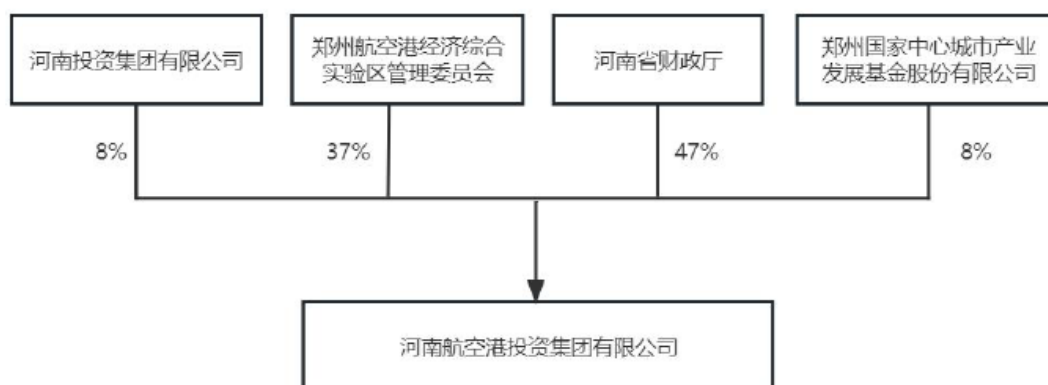 河南投资集团有限公司
郑州航空港经济综合
实验区管理委员会
河南省财政厅
郑州国家中心城市产业
发展基金股份有限公司
8%
37%
47%
8%
河南航空港投资集团有限公司